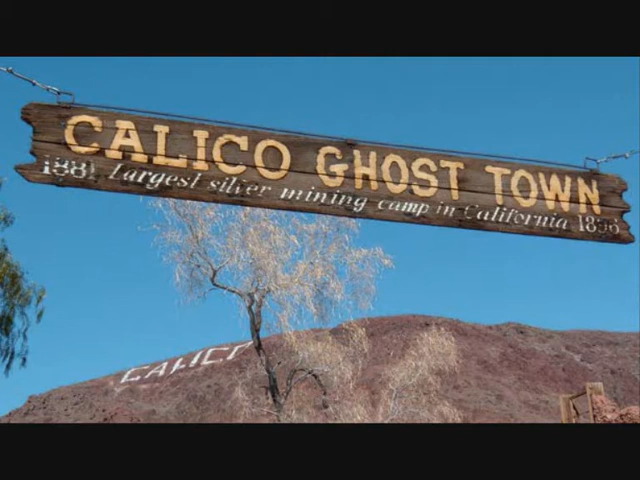 CALICO GHOST TOWN
1881 largest silver mining camp in California 1896
CALICO